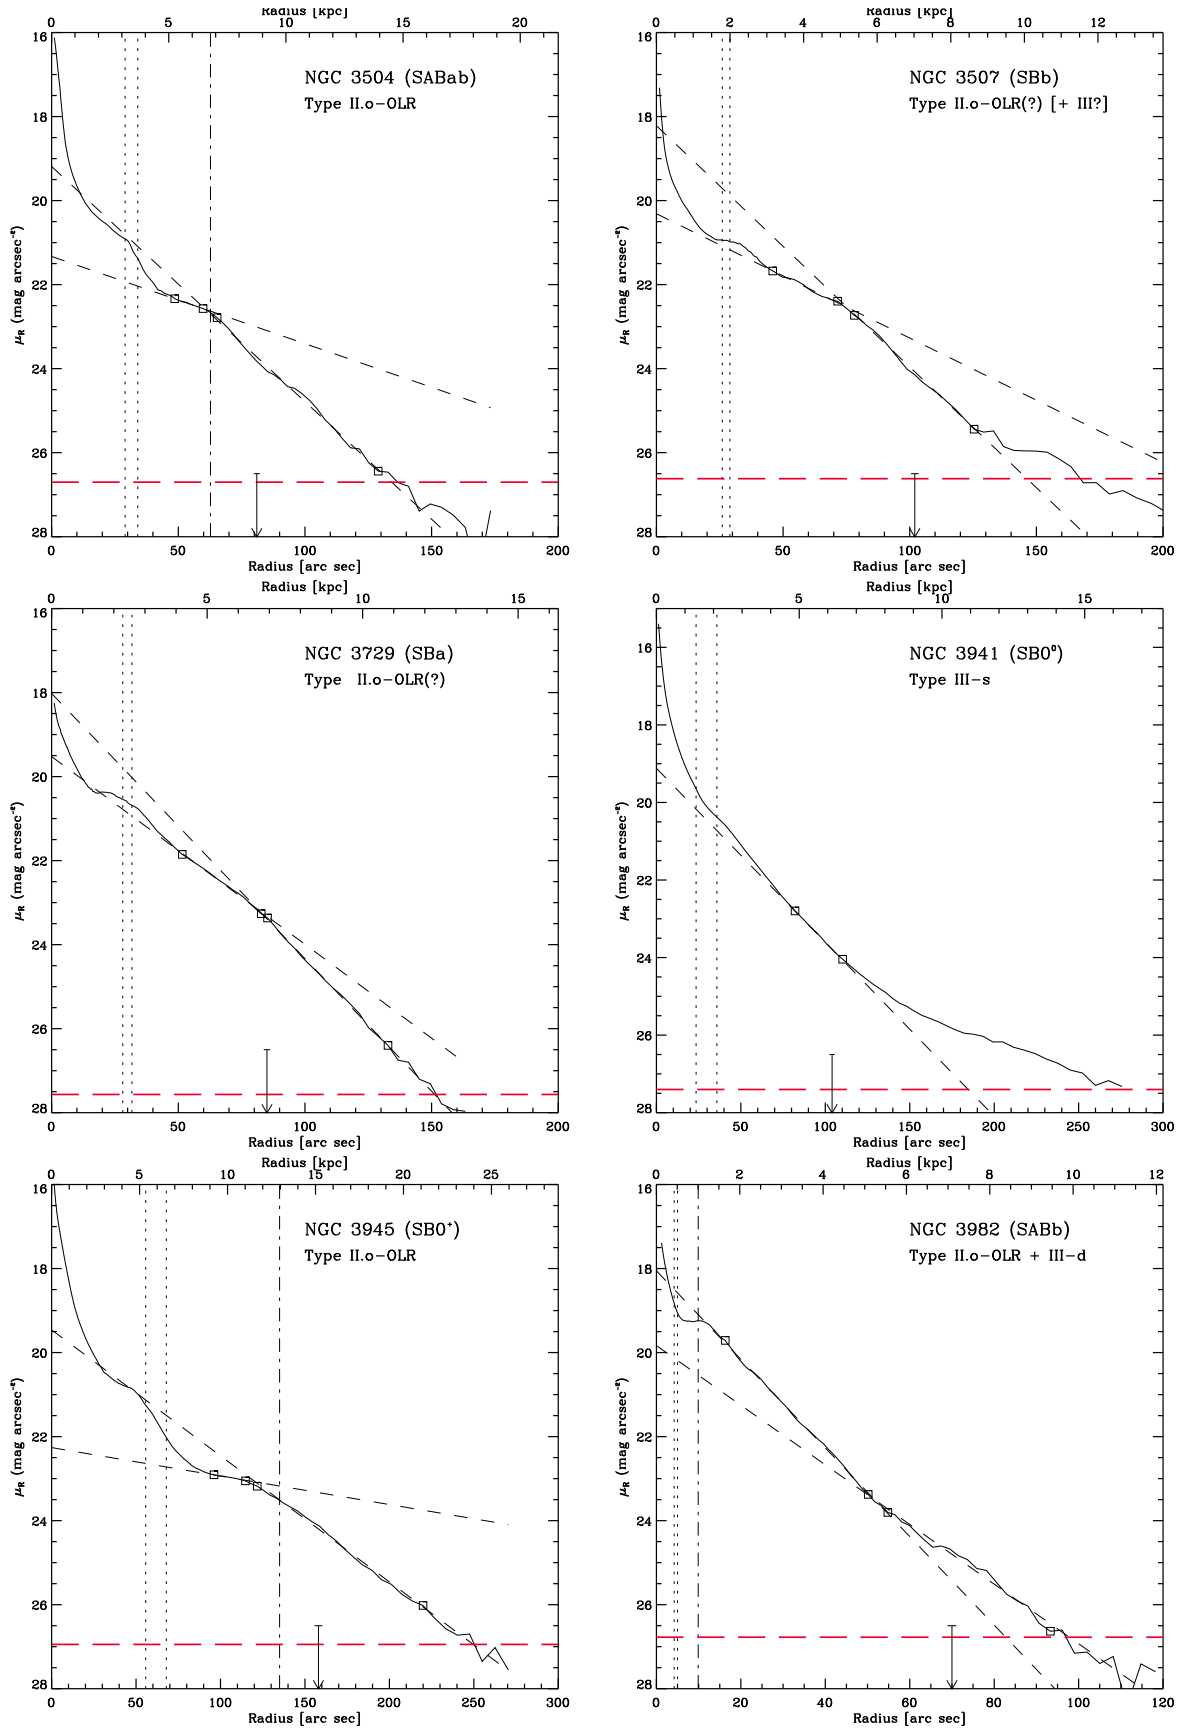 Radius [kpc]
0 5 10 15 20
16
18
20
22
24
26
28
μR (mag arcsec⁻²)
NGC 3504 (SABab)
Type II.o-OLR
0 50 100 150 200
Radius [arc sec]
Radius [kpc]
0 2 4 6 8 10 12
16
18
20
22
24
26
28
μR (mag arcsec⁻²)
NGC 3507 (SBb)
Type II.o-OLR(?) [+ III?]
0 50 100 150 200
Radius [arc sec]
Radius [kpc]
0 5 10 15
16
18
20
22
24
26
28
μR (mag arcsec⁻²)
NGC 3729 (SBa)
Type II.o-OLR(?)
0 50 100 150 200
Radius [arc sec]
Radius [kpc]
0 5 10 15
16
18
20
22
24
26
28
μR (mag arcsec⁻²)
NGC 3941 (SB0⁰)
Type III-s
0 50 100 150 200 250 300
Radius [arc sec]
Radius [kpc]
0 5 10 15 20 25
16
18
20
22
24
26
28
μR (mag arcsec⁻²)
NGC 3945 (SB0⁺)
Type II.o-OLR
0 50 100 150 200 250 300
Radius [arc sec]
Radius [kpc]
0 2 4 6 8 10 12
16
18
20
22
24
26
28
μR (mag arcsec⁻²)
NGC 3982 (SABb)
Type II.o-OLR + III-d
0 20 40 60 80 100 120
Radius [arc sec]